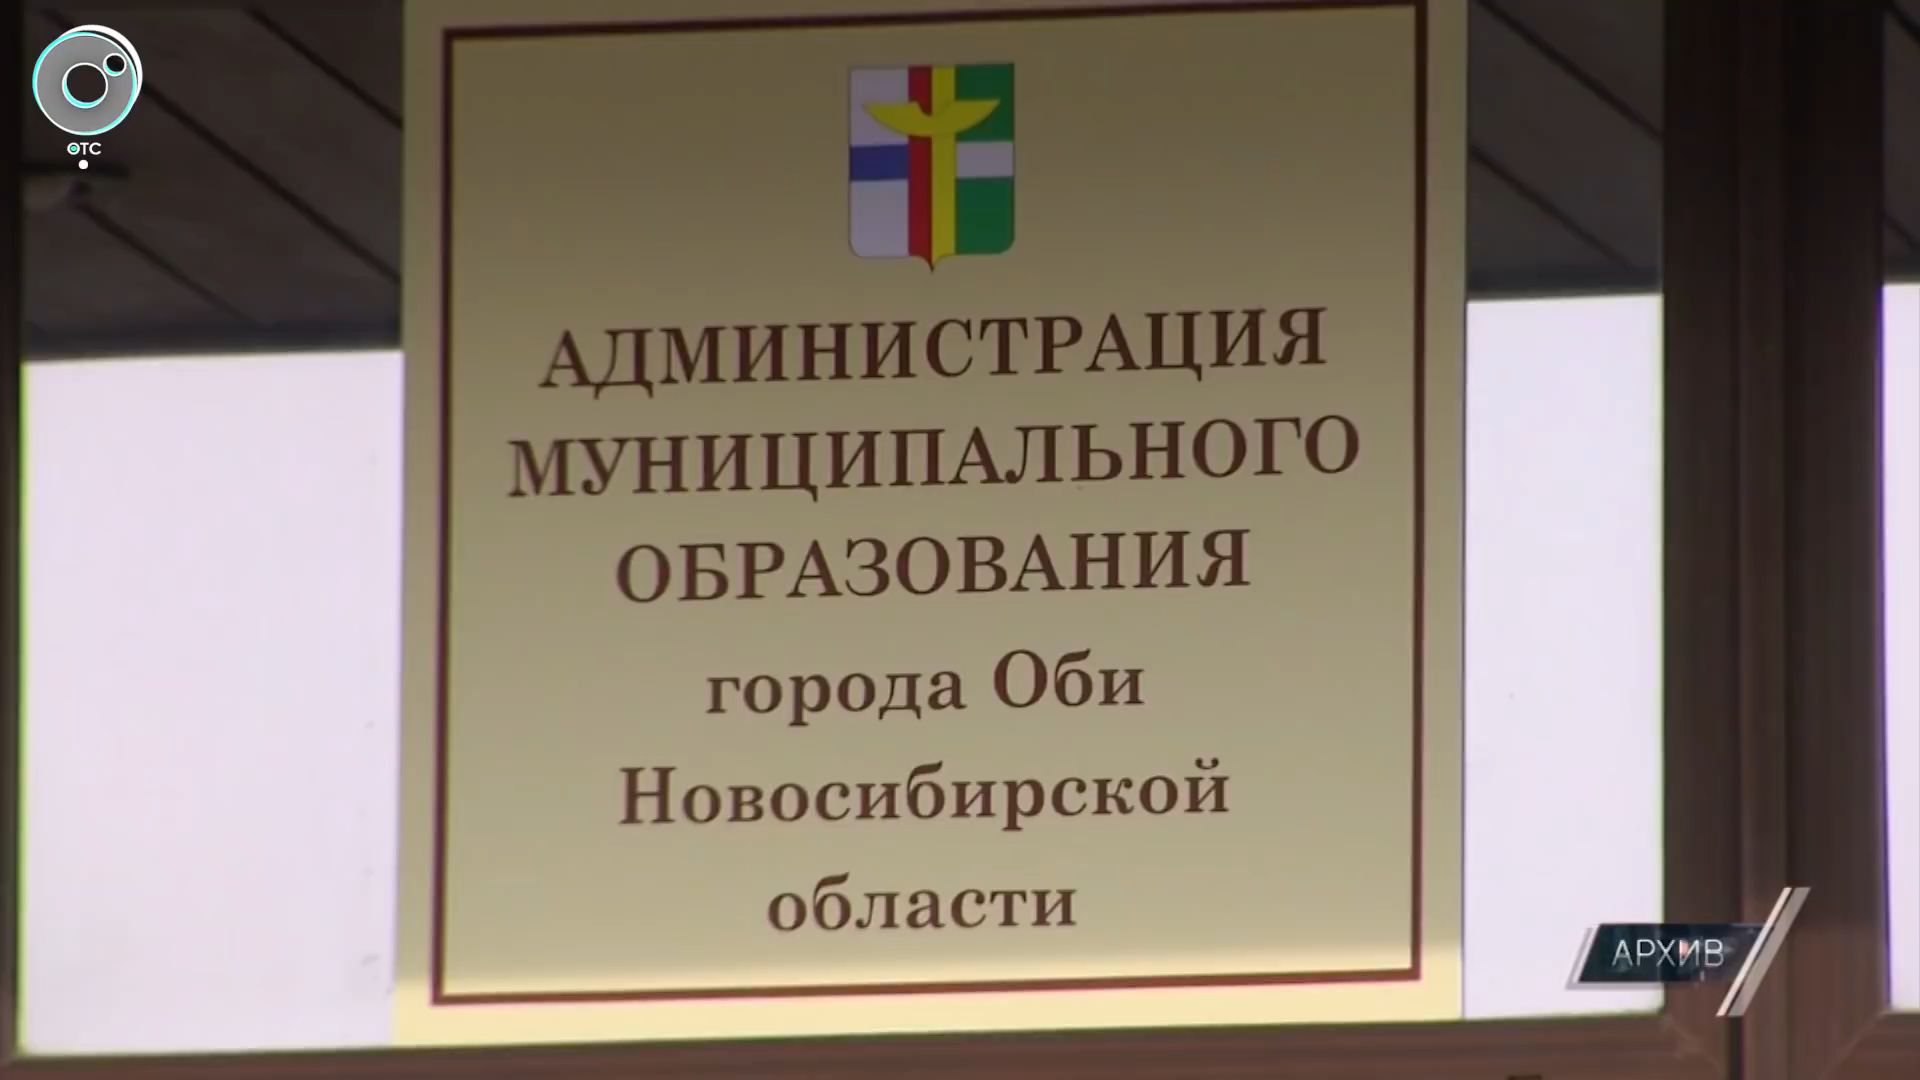 ОТС
АДМИНИСТРАЦИЯ
МУНИЦИПАЛЬНОГО
ОБРАЗОВАНИЯ
города Оби
Новосибирской
области
АРХИВ